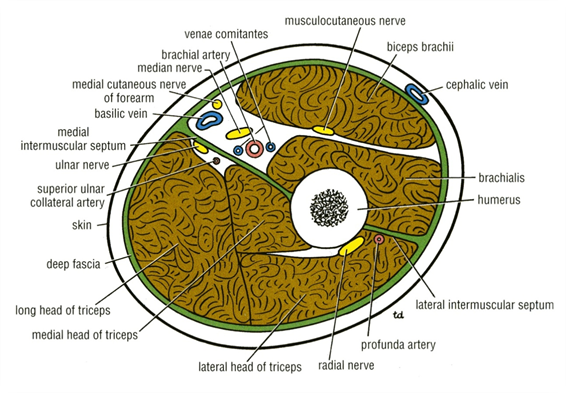 musculocutaneous nerve
venae comitantes
biceps brachii
brachial artery
median nerve
medial cutaneous nerve
of forearm
cephalic vein
basilic vein
medial
intermuscular septum
ulnar nerve
brachialis
superior ulnar
collateral artery
humerus
skin
deep fascia
long head of triceps
lateral intermuscular septum
td
medial head of triceps
profunda artery
lateral head of triceps
radial nerve